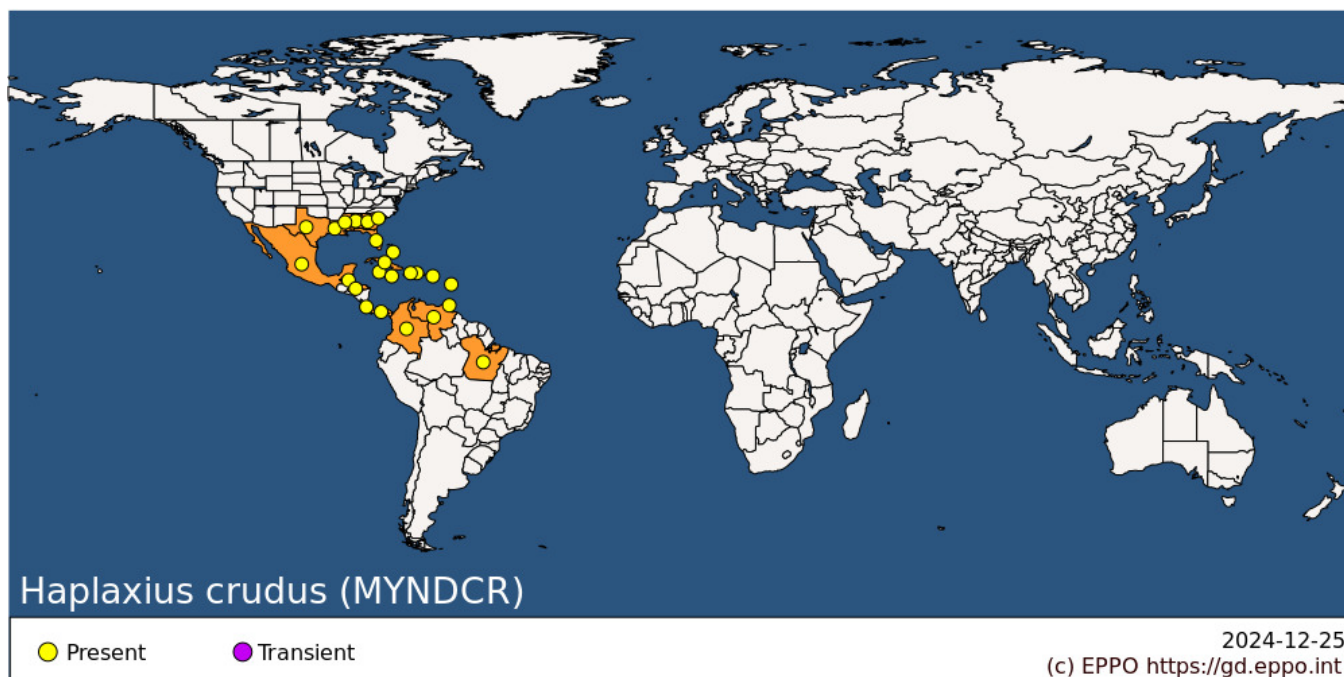 Haplaxius crudus (MYNDCR)
Present
Transient
2024-12-25
(c) EPPO https://gd.eppo.int